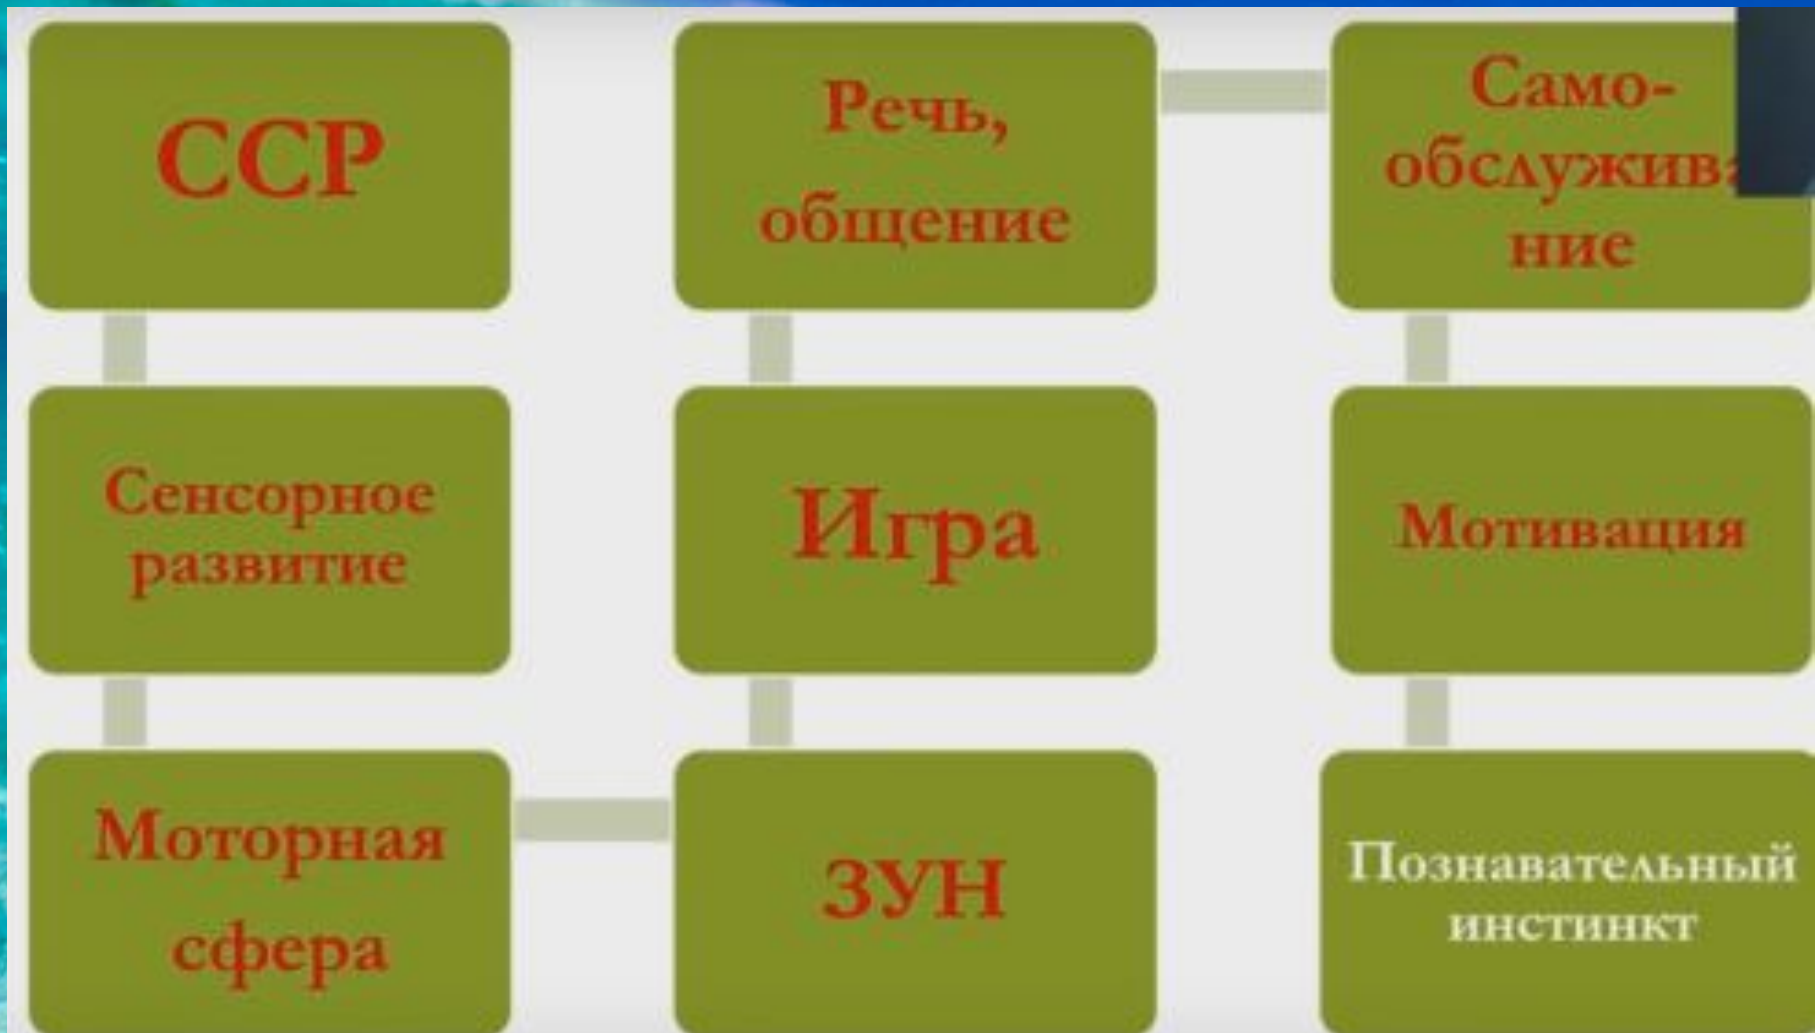 ССР
Сенсорное
развитие
Моторная
сфера
ЗУН
Игра
Речь,
общение
Само-
обслужива
ние
Мотивация
Познавательный
инстинкт